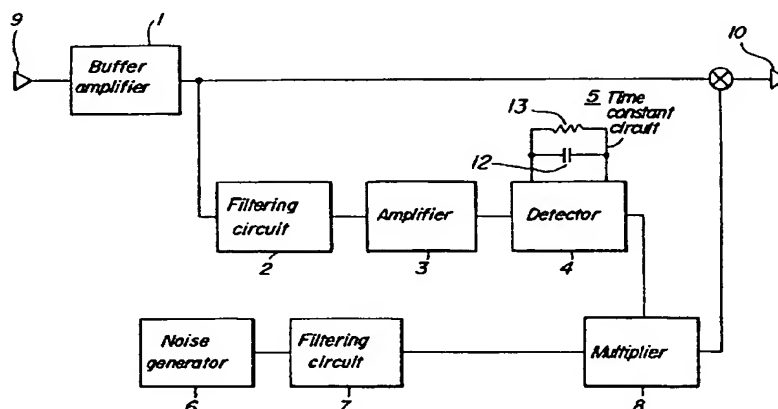 9
1
10
Buffer
amplifier
5 Time
constant
circuit
13
12
Filtering
circuit
Amplifier
Detector
2
3
4
Noise
generator
Filtering
circuit
Multiplier
6
7
8